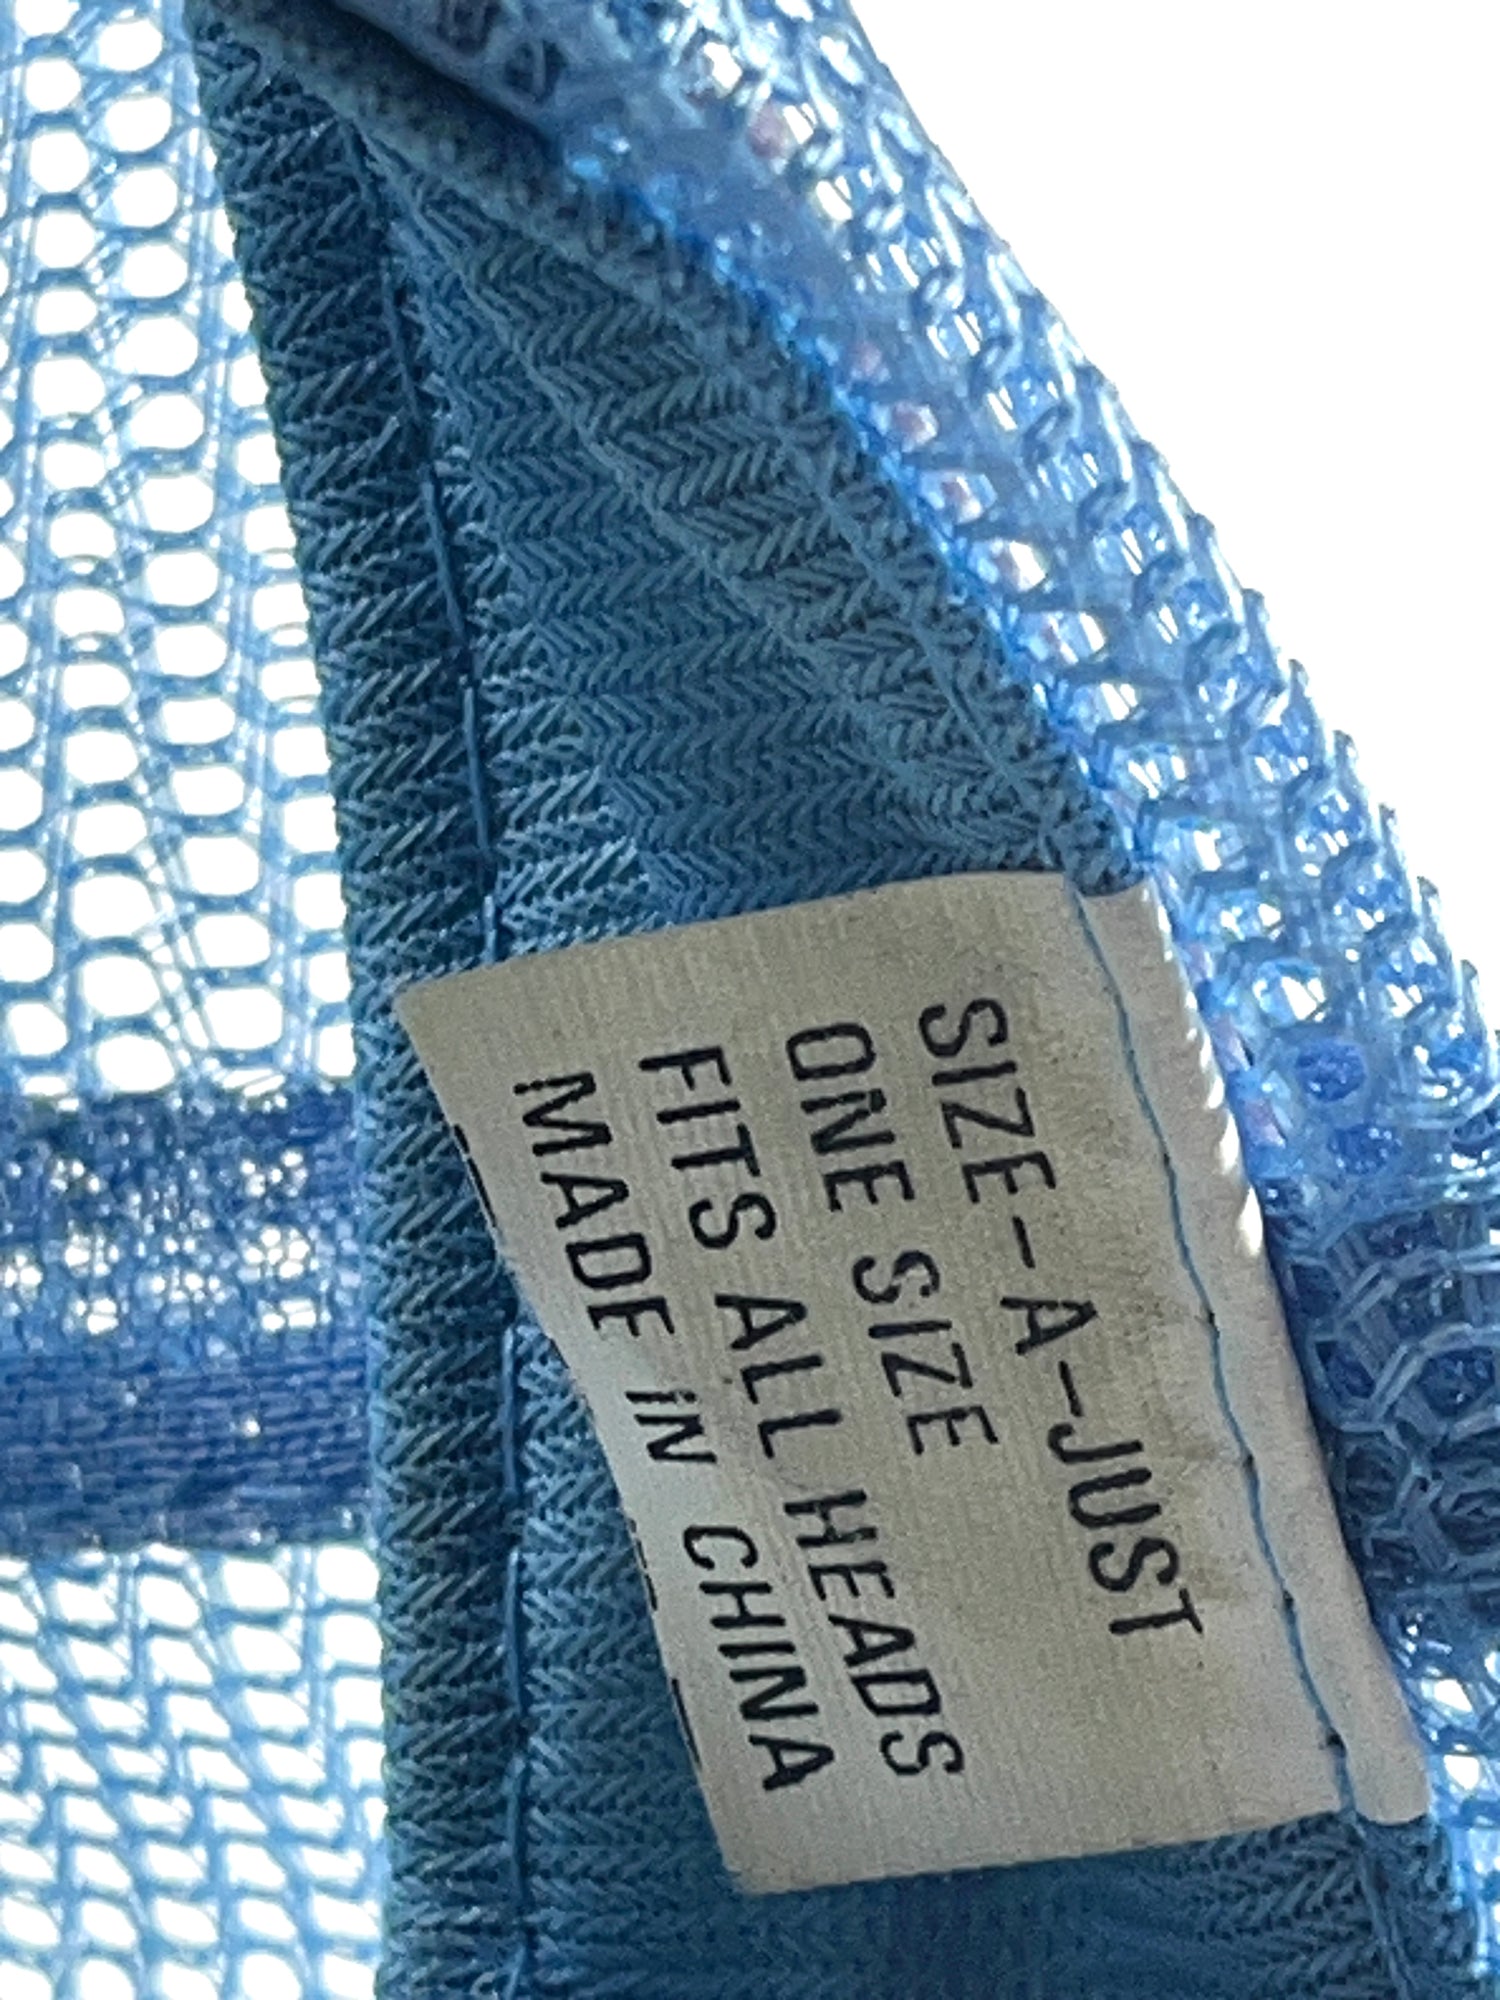 SIZE-A-JUST
ONE SIZE
FITS ALL HEADS
MADE IN CHINA